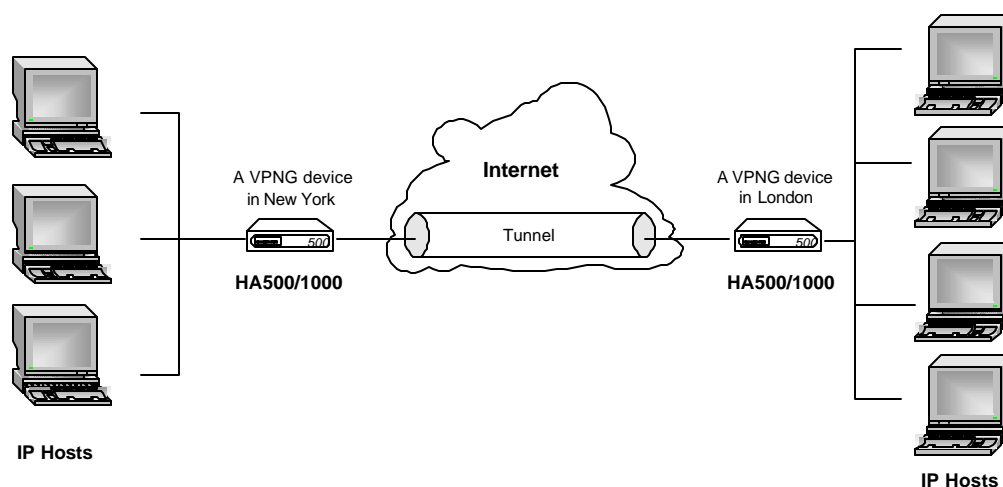 A VPNG device
in New York
500
HA500/1000
IP Hosts
Internet
Tunnel
A VPNG device
in London
500
HA500/1000
IP Hosts